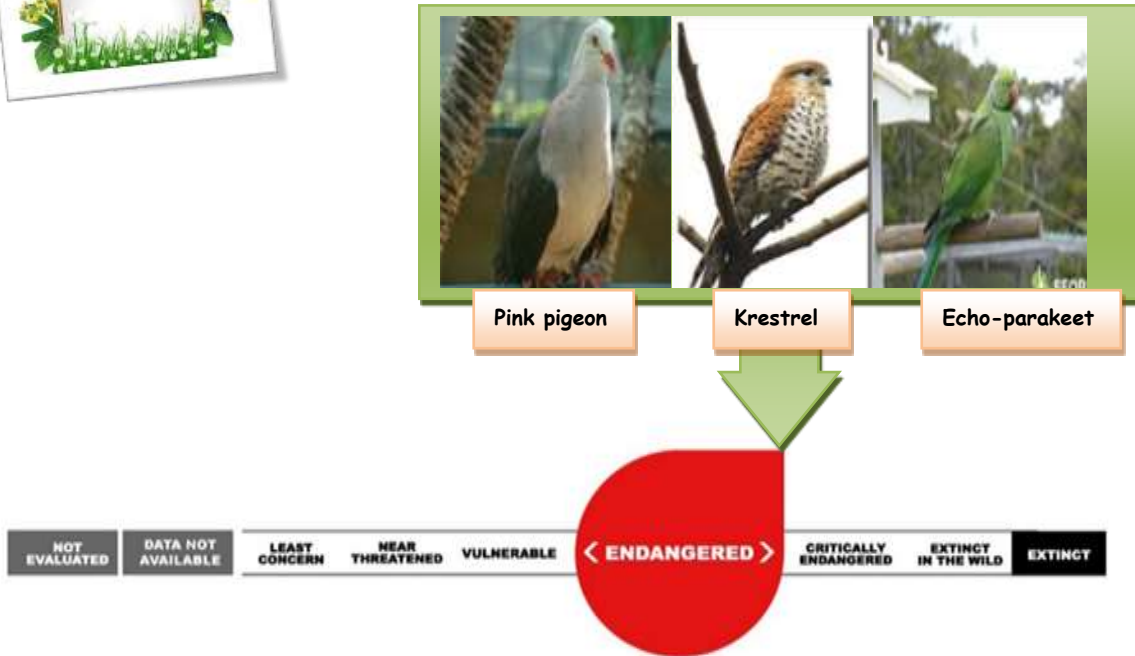 Pink pigeon
Krestrel
Echo-parakeet
NOT
EVALUATED
DATA NOT
AVAILABLE
LEAST
CONCERN
NEAR
THREATENED
VULNERABLE
< ENDANGERED >
CRITICALLY
ENDANGERED
EXTINCT
IN THE WILD
EXTINCT